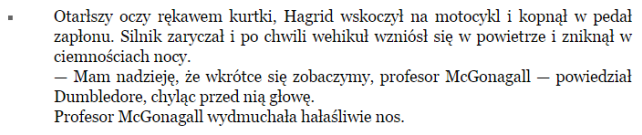 ▪ Otarłszy oczy rękawem kurtki, Hagrid wskoczył na motocykl i kopnął w pedał
zapłonu. Silnik zaryczał i po chwili wehikuł wzniósł się w powietrze i zniknął w
ciemnościach nocy.
— Mam nadzieję, że wkrótce się zobaczymy, profesor McGonagall — powiedział
Dumbledore, chyląc przed nią głowę.
Profesor McGonagall wydmuchała hałaśliwie nos.